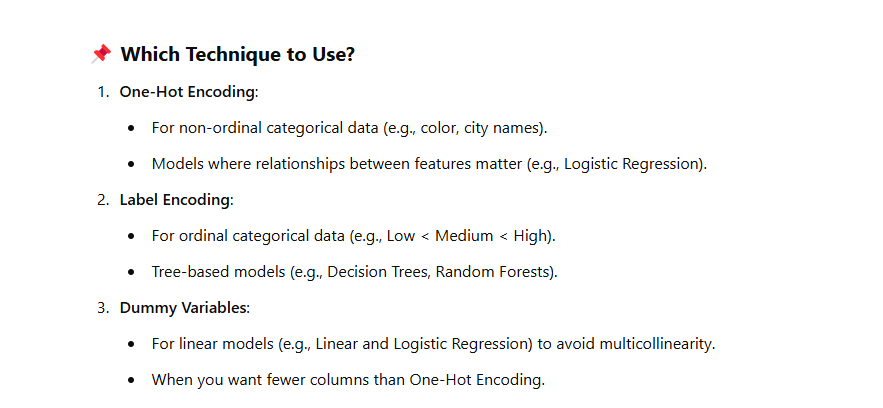 📌 Which Technique to Use?
1. One-Hot Encoding:
• For non-ordinal categorical data (e.g., color, city names).
• Models where relationships between features matter (e.g., Logistic Regression).
2. Label Encoding:
• For ordinal categorical data (e.g., Low < Medium < High).
• Tree-based models (e.g., Decision Trees, Random Forests).
3. Dummy Variables:
• For linear models (e.g., Linear and Logistic Regression) to avoid multicollinearity.
• When you want fewer columns than One-Hot Encoding.